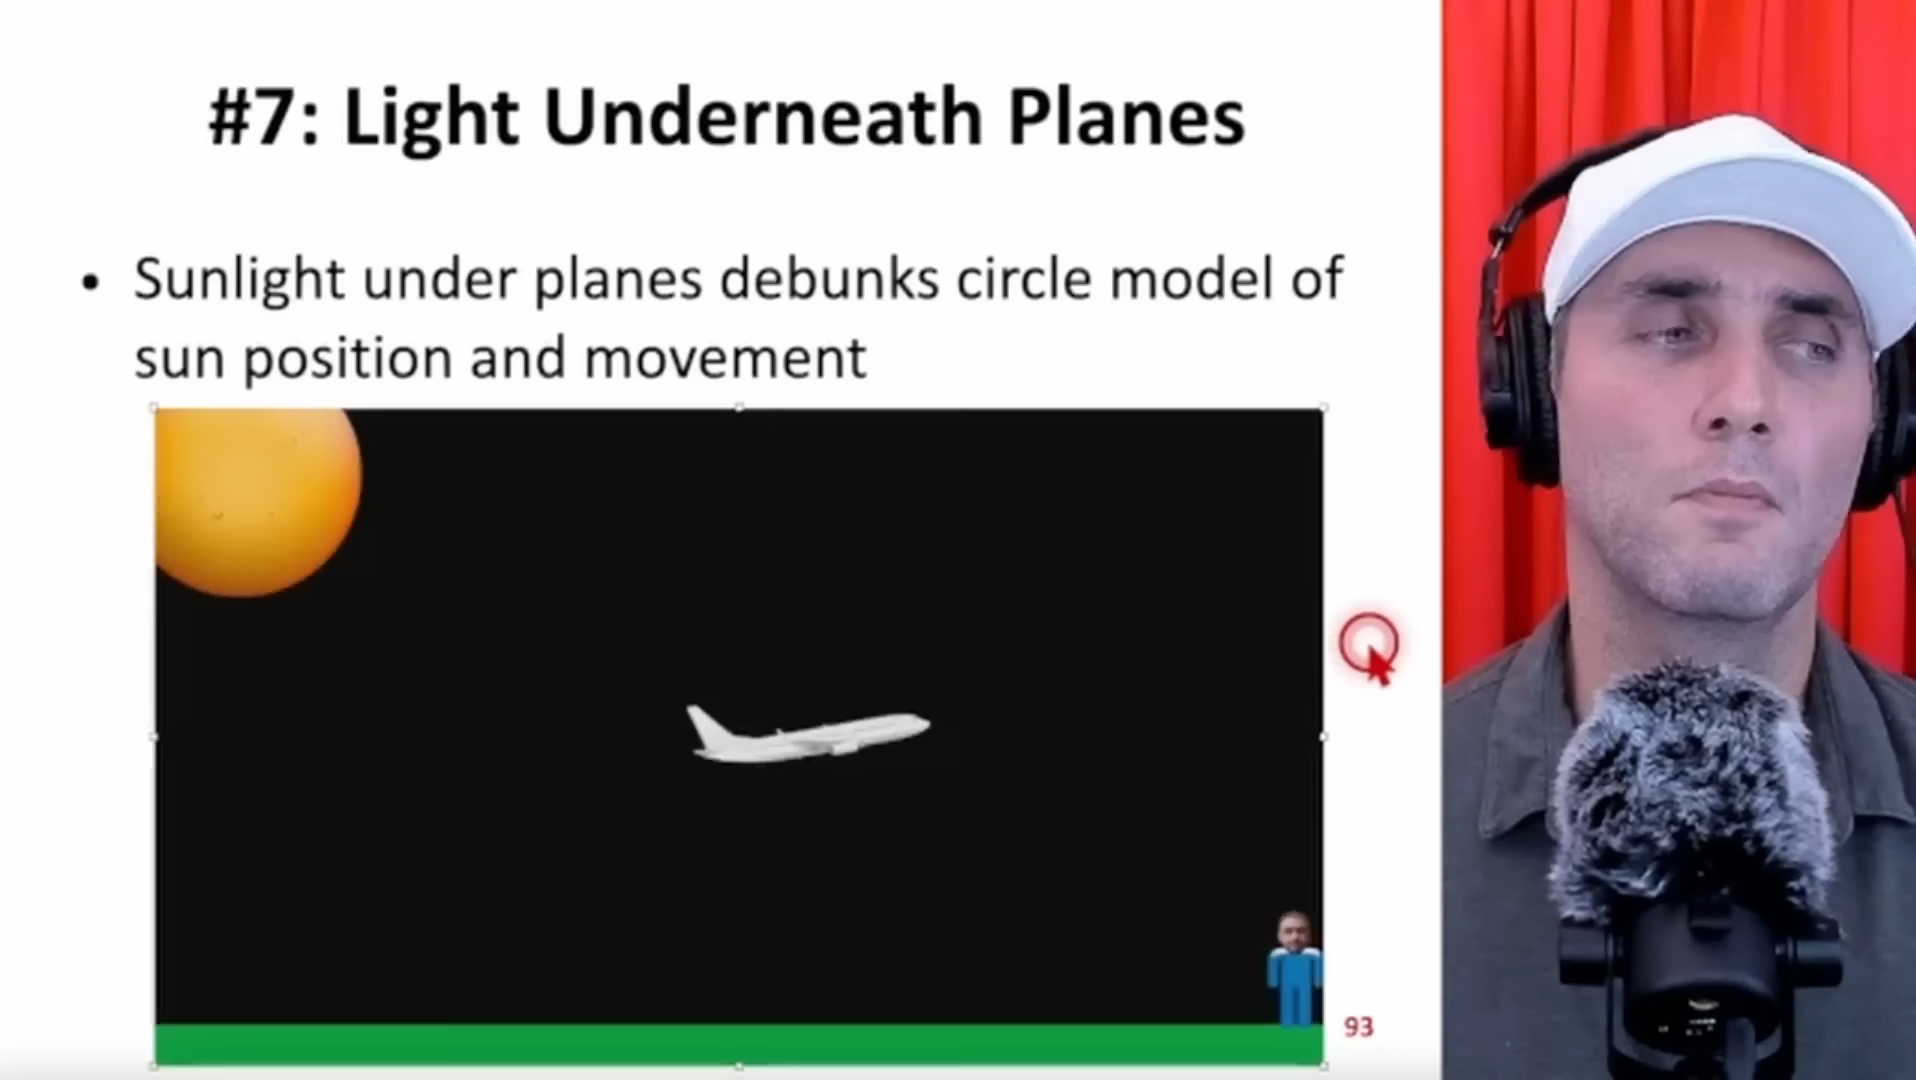 #7: Light Underneath Planes
• Sunlight under planes debunks circle model of
sun position and movement
93